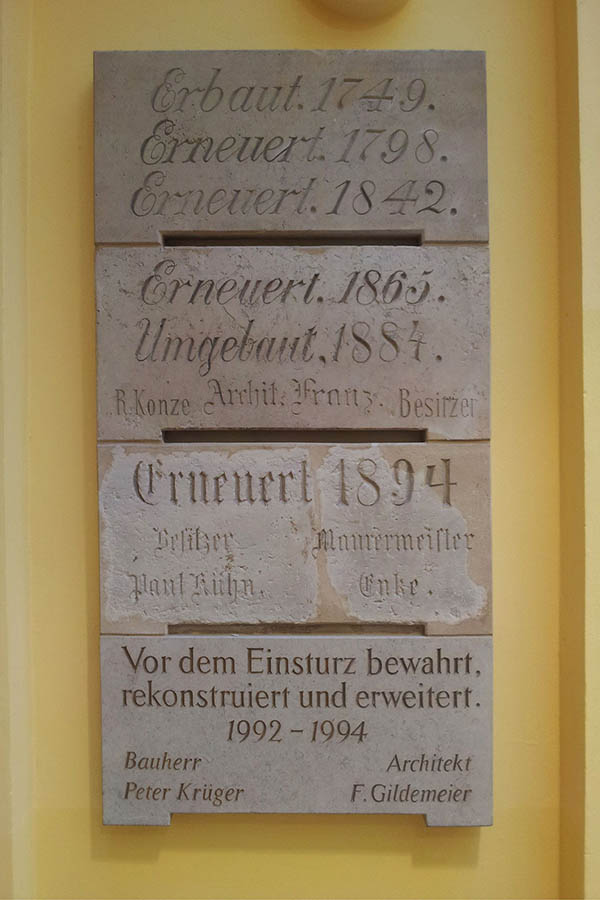 Erbaut. 1749.
Erneuert. 1798.
Erneuert. 1842.
Erneuert. 1865.
Umgebaut, 1884.
R. Konze Archit. Franz. Besitzer
Erneuert 1894
Besitzer Maurermeister
Paul Kühn. Enke.
Vor dem Einsturz bewahrt,
rekonstruiert und erweitert.
1992 – 1994
Bauherr Architekt
Peter Krüger F. Gildemeier